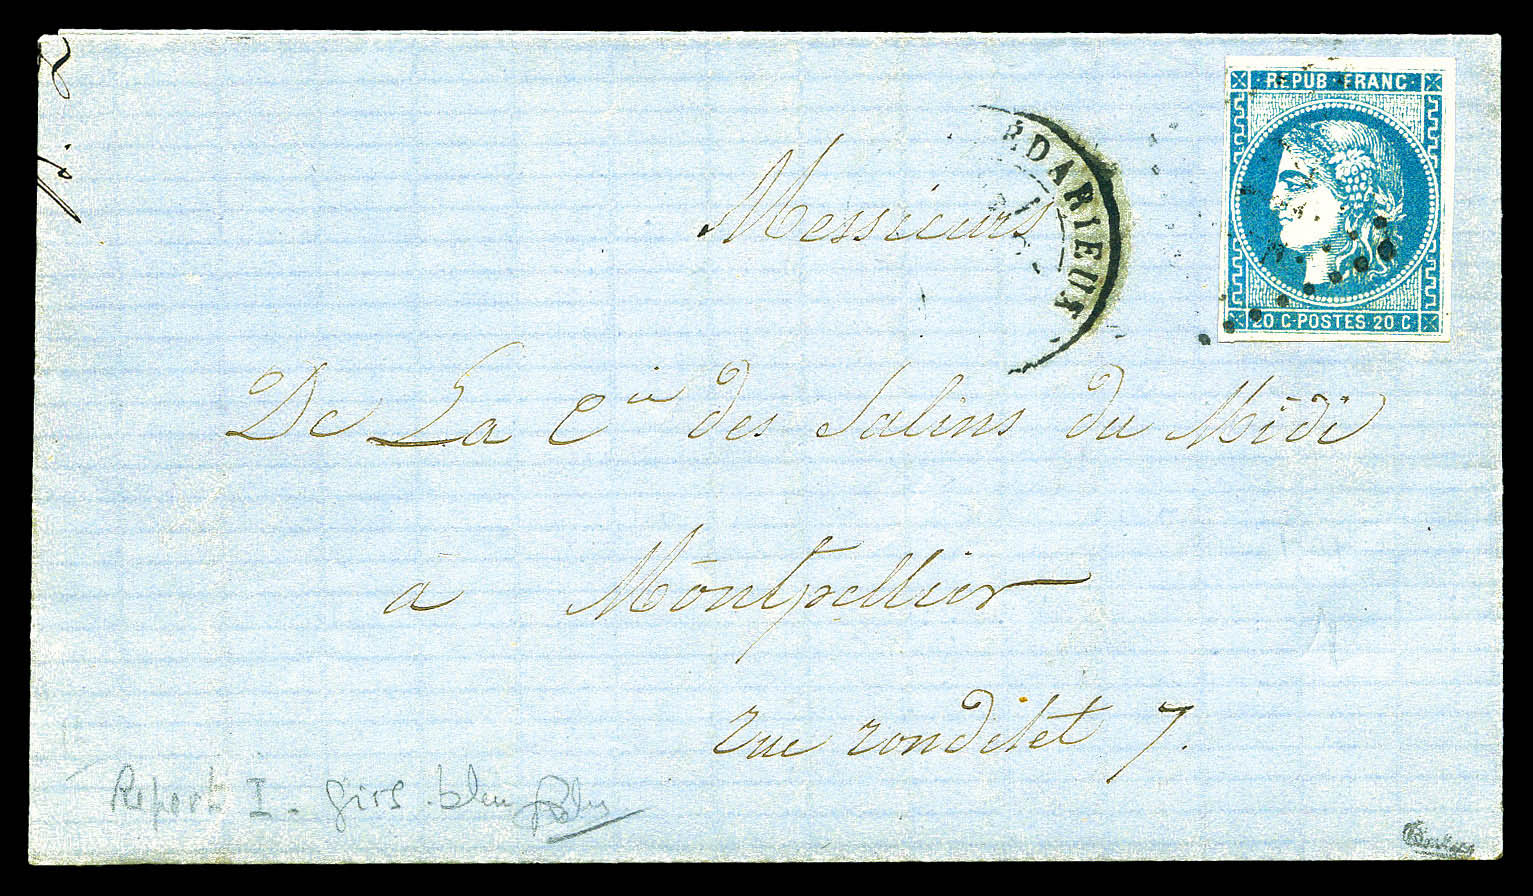 REPUB FRANC
20 C·POSTES 20 C
RDARIEUX
Messieurs
De La Cie des Salins du Midi
à Montpellier
rue rondelet 7.
Report I -
bleu